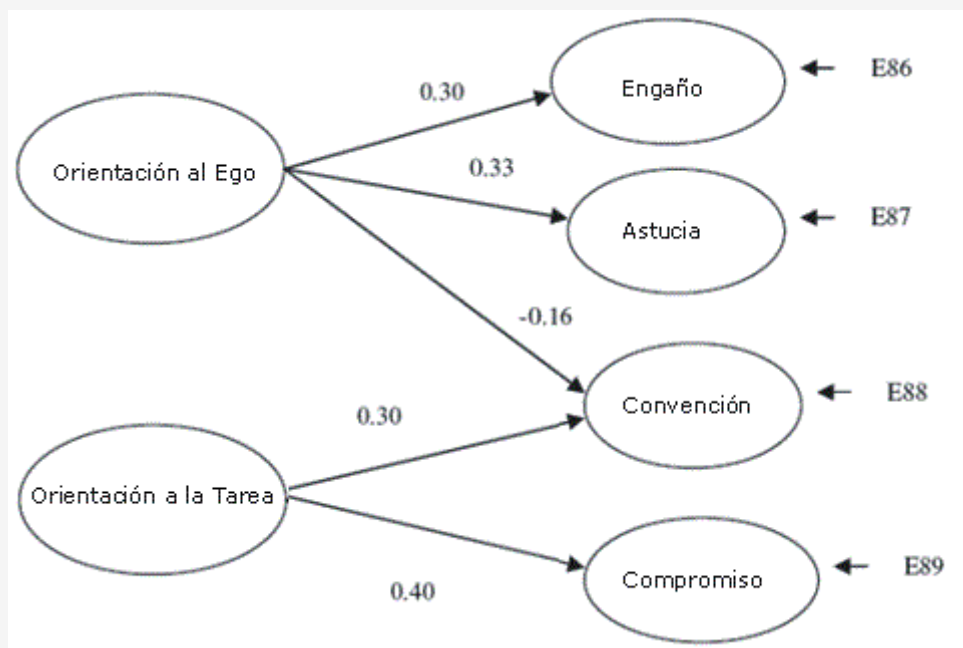 Engaño
E86
0.30
Orientación al Ego
0.33
Astucia
E87
-0.16
Convención
E88
0.30
Orientación a la Tarea
Compromiso
E89
0.40